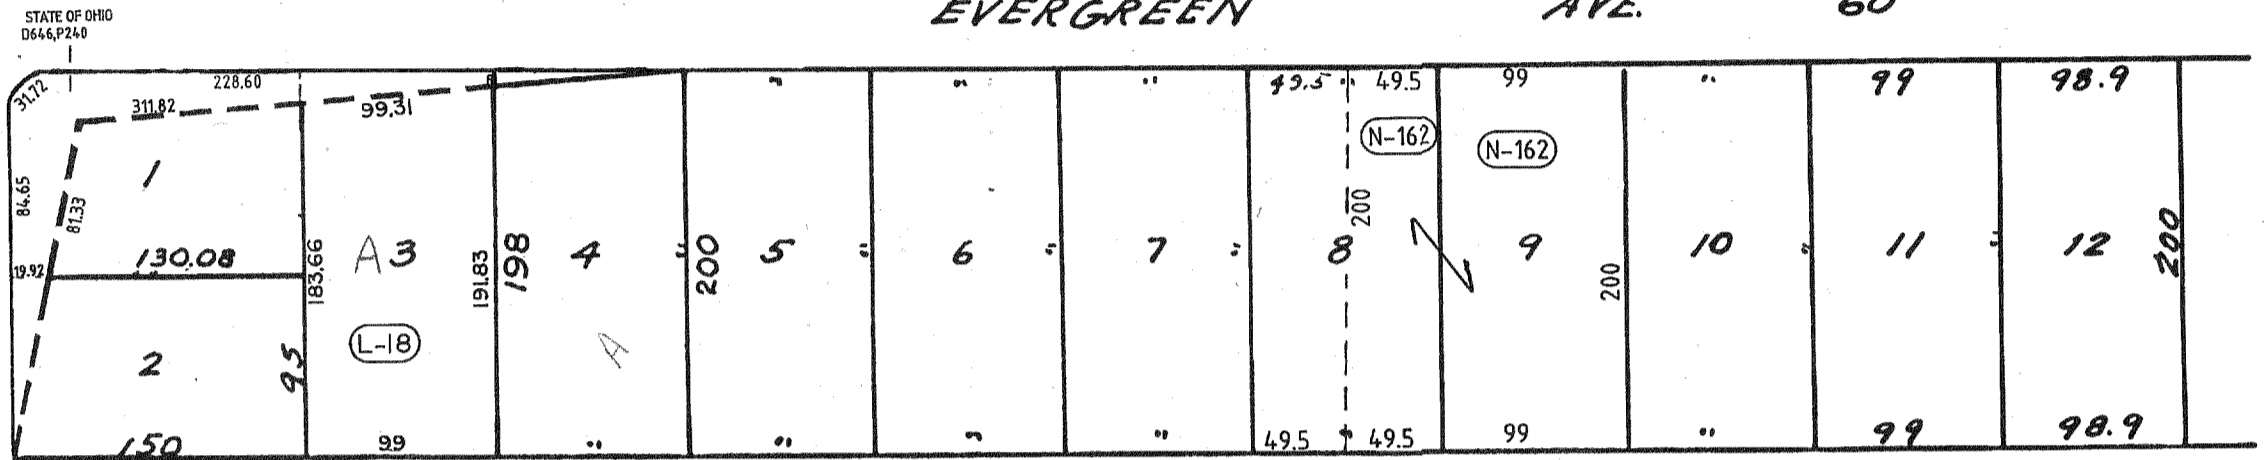 STATE OF OHIO
D646,P240
EVERGREEN AVE. 60
31.72 311.82 228.60 99.31 " " " 49.5 " 49.5 99 " 99 98.9
N-162 N-162
84.65 81.33 1
19.92 130.08 183.66 A 3 191.83 198 4 " 200 5 " 6 " 7 " 8 200 9 200 10 " 11 " 12 200
L-18 A
2 95
150 99 " " " " 49.5 " 49.5 99 " 99 98.9